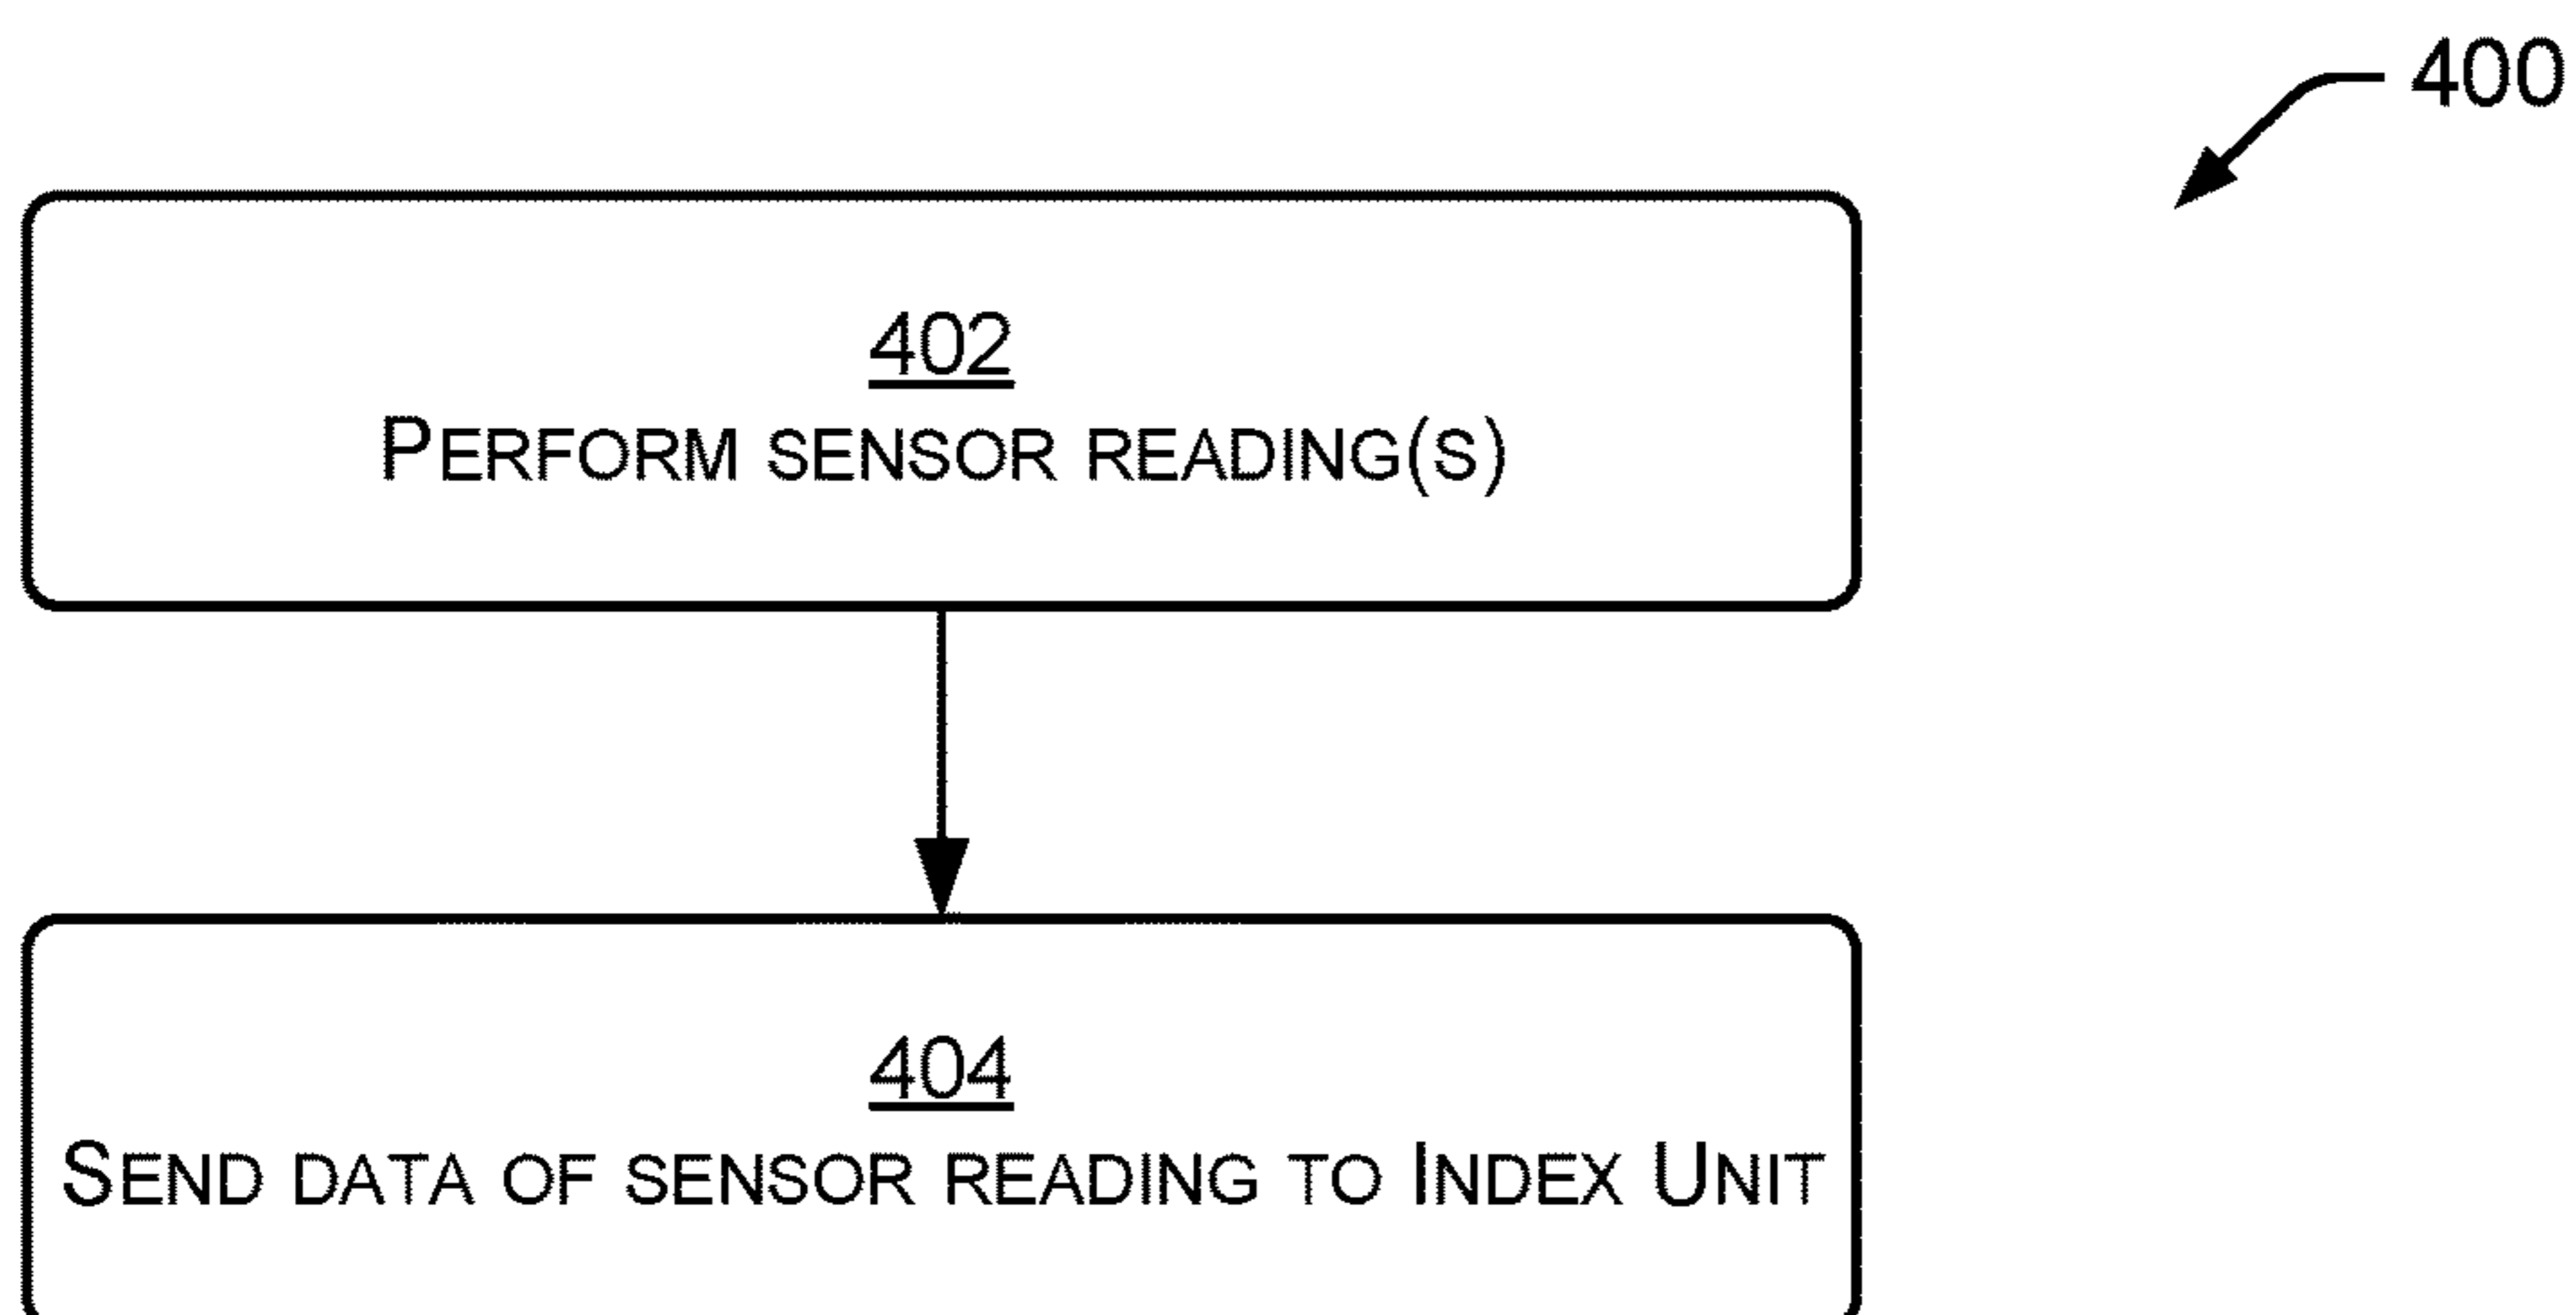 400
402
PERFORM SENSOR READING(S)
404
SEND DATA OF SENSOR READING TO INDEX UNIT